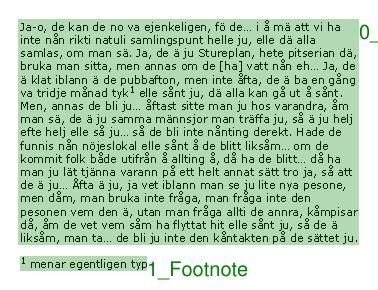 Ja-o, de kan de no va ejenkeligen, fö de... i å mä att vi ha
inte nån rikti natuli samlingspunt helle ju, elle dä alla
samlas, om man så. Ja, de ä ju Stureplan, hete pitserian dä,
bruka man sitta, men annas om de [ha] vatt nån eh... Ja, de
ä klat iblann ä de pubbafton, men inte åfta, de ä ba en gång
va tridje månad tyk¹ elle sånt ju, dä alla kan gå ut å sånt.
Men, annas de bli ju... åftast sitte man ju hos varandra, åm
man sä, de ä ju samma männsjor man träffa ju, så ä ju helj
efte helj elle så ju... så de bli inte nånting derekt. Hade de
funnis nån nöjeslokal elle sånt å de blitt liksåm... om de
kommit folk både utifrån å allting å, då ha de blitt... då ha
man ju lät tjänna varann på ett helt annat sätt tro ja, så att
de ä ju... Åfta ä ju, ja vet iblann man se ju lite nya pesone,
men dåm, man bruka inte fråga, man fråga inte den
pesonen vem den ä, utan man fråga allti de annra, kåmpisar
då, åm de vet vem såm ha flyttat hit elle sånt ju, så de ä
liksåm, man ta... de bli ju inte den kåntakten på de sättet ju.
0_
¹ menar egentligen typ
1_Footnote